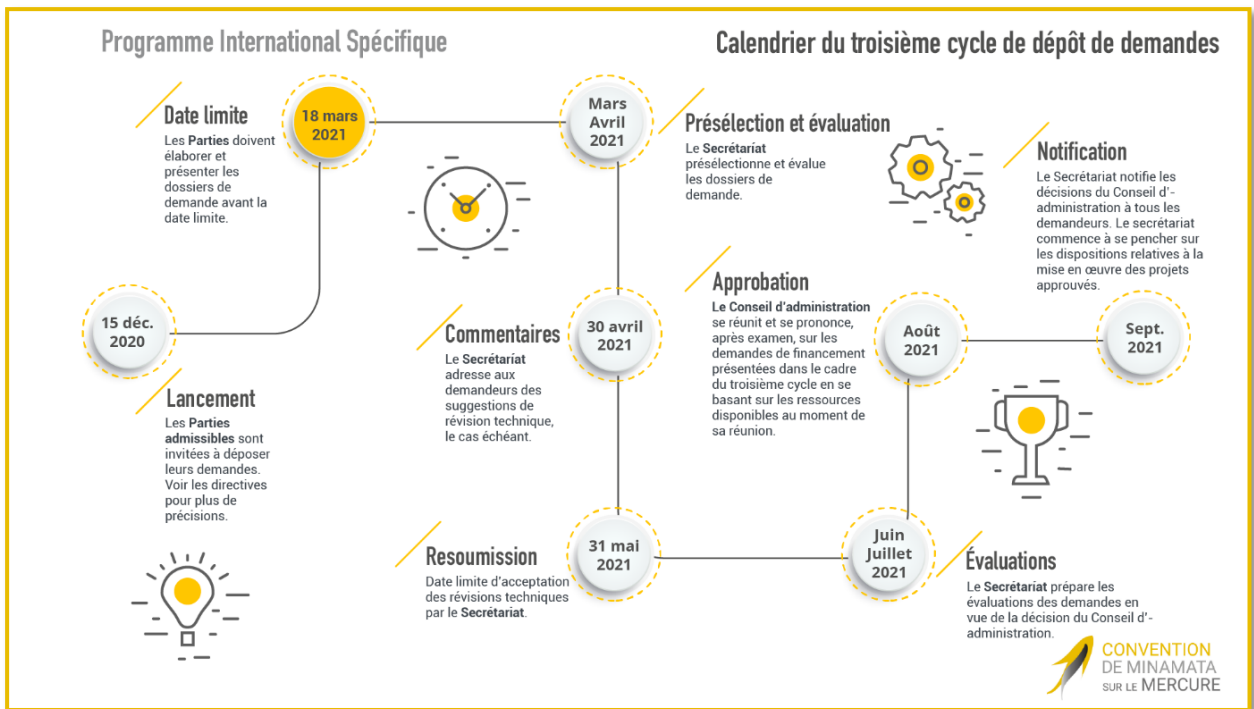 Programme International Spécifique
Calendrier du troisième cycle de dépôt de demandes
15 déc.
2020
Lancement
Les Parties
admissibles sont
invitées à déposer
leurs demandes.
Voir les directives
pour plus de
précisions.
18 mars
2021
Date limite
Les Parties doivent
élaborer et
présenter les
dossiers de
demande avant la
date limite.
Mars
Avril
2021
Présélection et évaluation
Le Secrétariat
présélectionne et évalue
les dossiers de
demande.
30 avril
2021
Commentaires
Le Secrétariat
adresse aux
demandeurs des
suggestions de
révision technique,
le cas échéant.
31 mai
2021
Resoumission
Date limite d'acceptation
des révisions techniques
par le Secrétariat.
Juin
Juillet
2021
Évaluations
Le Secrétariat prépare les
évaluations des demandes en
vue de la décision du Conseil d'-
administration.
Août
2021
Approbation
Le Conseil d'administration
se réunit et se prononce,
après examen, sur les
demandes de financement
présentées dans le cadre
du troisième cycle en se
basant sur les ressources
disponibles au moment de
sa réunion.
Sept.
2021
Notification
Le Secrétariat notifie les
décisions du Conseil d'-
administration à tous les
demandeurs. Le secrétariat
commence à se pencher sur
les dispositions relatives à la
mise en œuvre des projets
approuvés.
CONVENTION
DE MINAMATA
SUR LE MERCURE